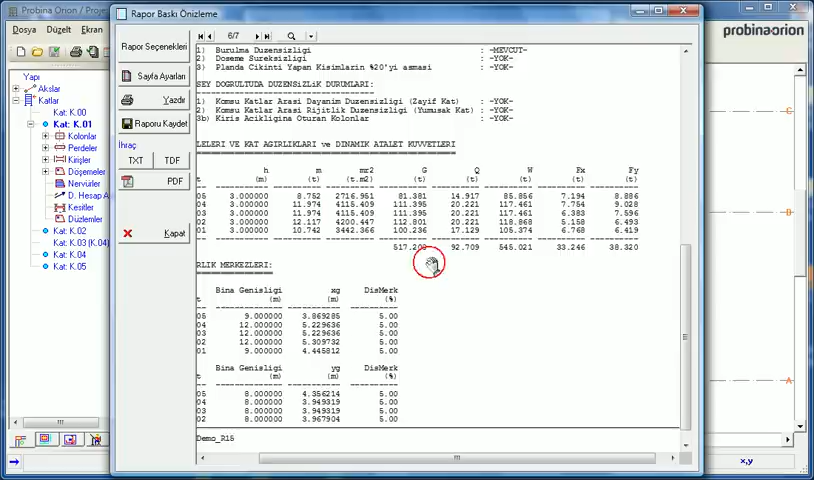 Probina Orion - [Proj
Rapor Baskı Önizleme
Dosya Düzelt Ekran
probinaorion
6/7
Rapor Seçenekleri
Sayfa Ayarları
Yazdır
Raporu Kaydet
İhraç
TXT TDF
PDF
Kapat
Yapı
Akslar
Katlar
Kat: K.00
Kat: K.01
Kolonlar
Perdeler
Kirişler
Döşemeler
Nervürler
D. Hesap A
Kesitler
Düzlemler
Kat: K.02
Kat: K.03 (K.04)
Kat: K.04
Kat: K.05
1) Burulma Duzensizligi : -MEVCUT-
2) Doseme Sureksizligi : -YOK-
3) Planda Cikinti Yapan Kisimlarin %20'yi asmasi : -YOK-
SEY DOGRULTUDA DUZENSIZLiK DURUMLARI:
1) Komsu Katlar Arasi Dayanim Duzensizligi (Zayif Kat) : -YOK-
2) Komsu Katlar Arasi Rijitlik Duzensizligi (Yumusak Kat) : -YOK-
3b) Kiris Acikligina Oturan Kolonlar : -YOK-
LELERI VE KAT AGIRLIKLARI ve DINAMIK ATALET KUVVETLERI
h m mr2 G Q W Fx Fy
(m) (t) (t.m2) (t) (t) (t) (t) (t)
05 3.000000 8.752 2716.951 81.381 14.917 85.856 7.194 8.886
04 3.000000 11.974 4115.409 111.395 20.221 117.461 7.754 9.028
03 3.000000 11.974 4115.409 111.395 20.221 117.461 6.383 7.596
02 3.000000 12.117 4200.447 112.801 20.221 118.868 5.158 6.493
01 3.000000 10.742 3442.366 100.236 17.129 105.374 6.768 6.419
92.709 545.021 33.246 38.320
RLIK MERKEZLERI:
t Bina Genisligi xg DisMerk
(m) (m) (%)
05 9.000000 3.869285 5.00
04 12.000000 5.229636 5.00
03 12.000000 5.229636 5.00
02 12.000000 5.309732 5.00
01 9.000000 4.445812 5.00
t Bina Genisligi yg DisMerk
(m) (m) (%)
05 8.000000 4.356214 5.00
04 8.000000 3.949319 5.00
03 8.000000 3.949319 5.00
02 8.000000 3.967904 5.00
Demo_R15
C
B
A
x,y